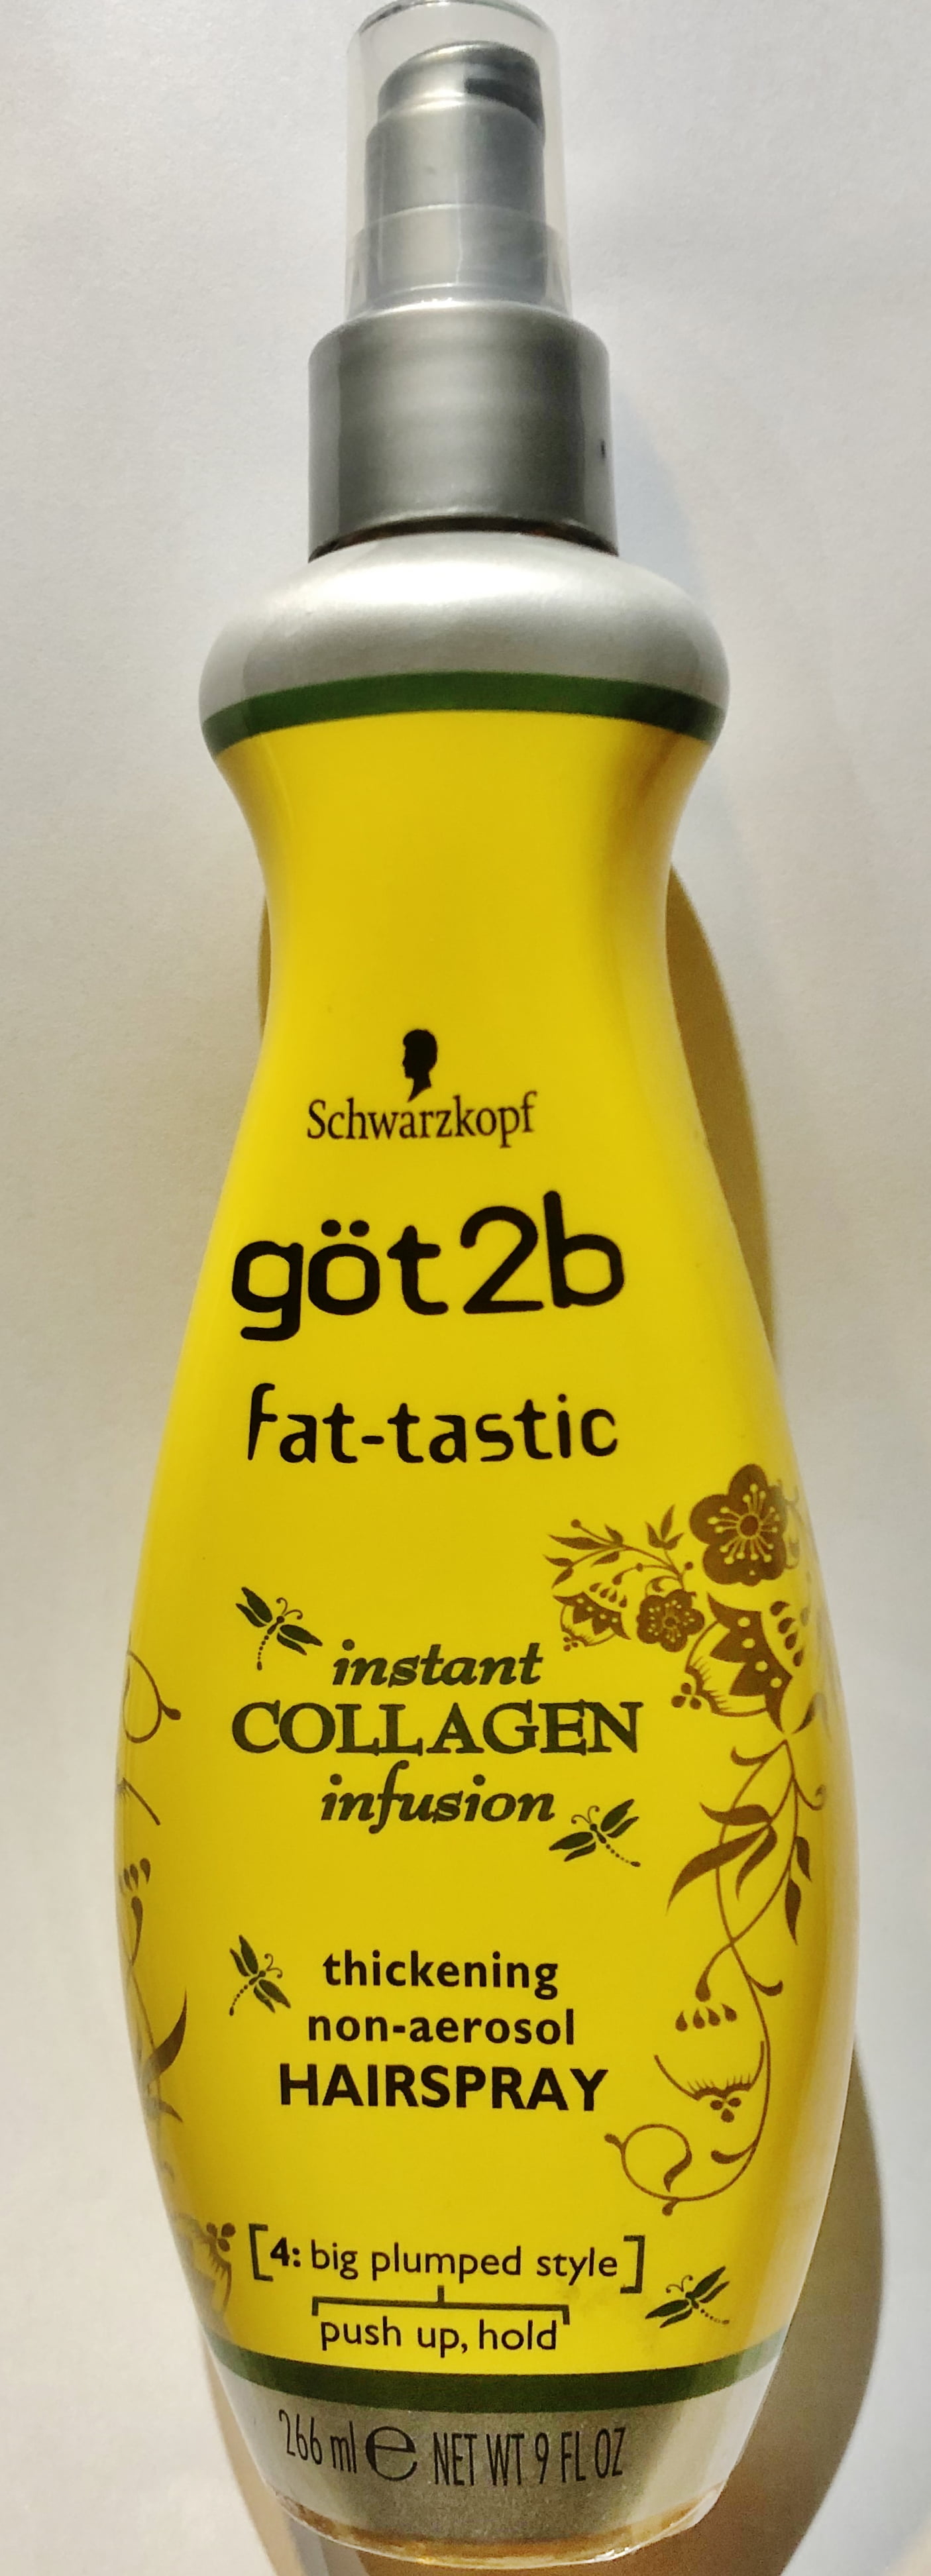 Schwarzkopf
göt2b
fat-tastic
instant
COLLAGEN
infusion
thickening
non-aerosol
HAIRSPRAY
[4: big plumped style]
push up, hold
266 ml ℮ NET WT 9 FL OZ